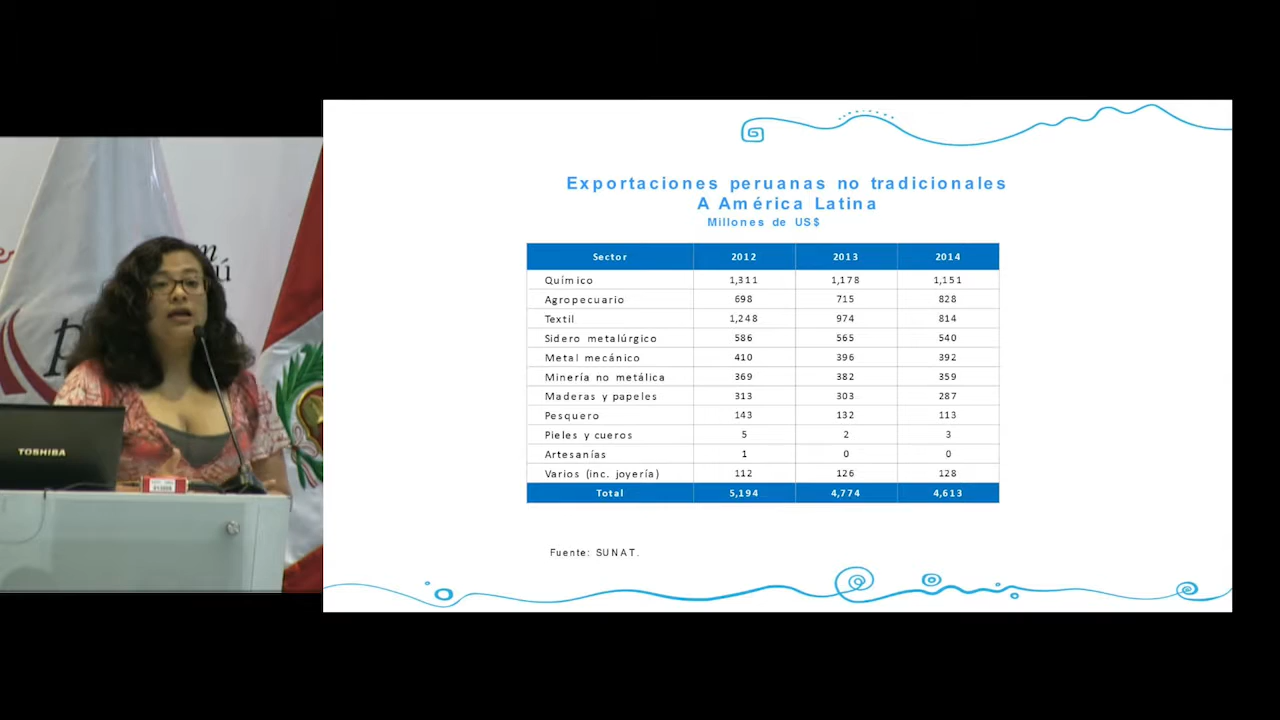 Exportaciones peruanas no tradicionales
A América Latina
Millones de US$
Sector 2012 2013 2014
Químico 1,311 1,178 1,151
Agropecuario 698 715 828
Textil 1,248 974 814
Sidero metalúrgico 586 565 540
Metal mecánico 410 396 392
Minería no metálica 369 382 359
Maderas y papeles 313 303 287
Pesquero 143 132 113
Pieles y cueros 5 2 3
Artesanías 1 0 0
Varios (inc. joyería) 112 126 128
Total 5,194 4,774 4,613
Fuente: SUNAT.
TOSHIBA